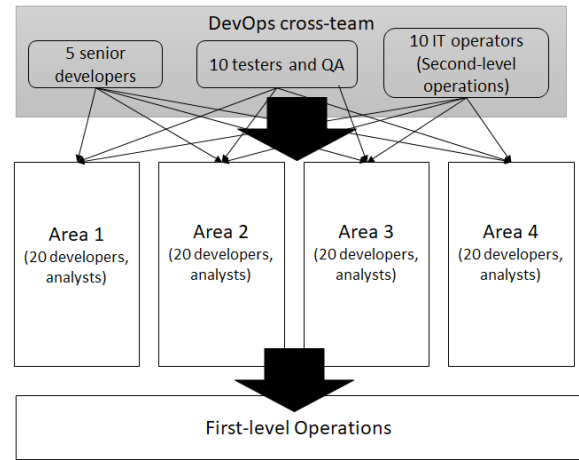 DevOps cross-team
5 senior
developers
10 testers and QA
10 IT operators
(Second-level
operations)
Area 1
(20 developers,
analysts)
Area 2
(20 developers,
analysts)
Area 3
(20 developers,
analysts)
Area 4
(20 developers,
analysts)
First-level Operations